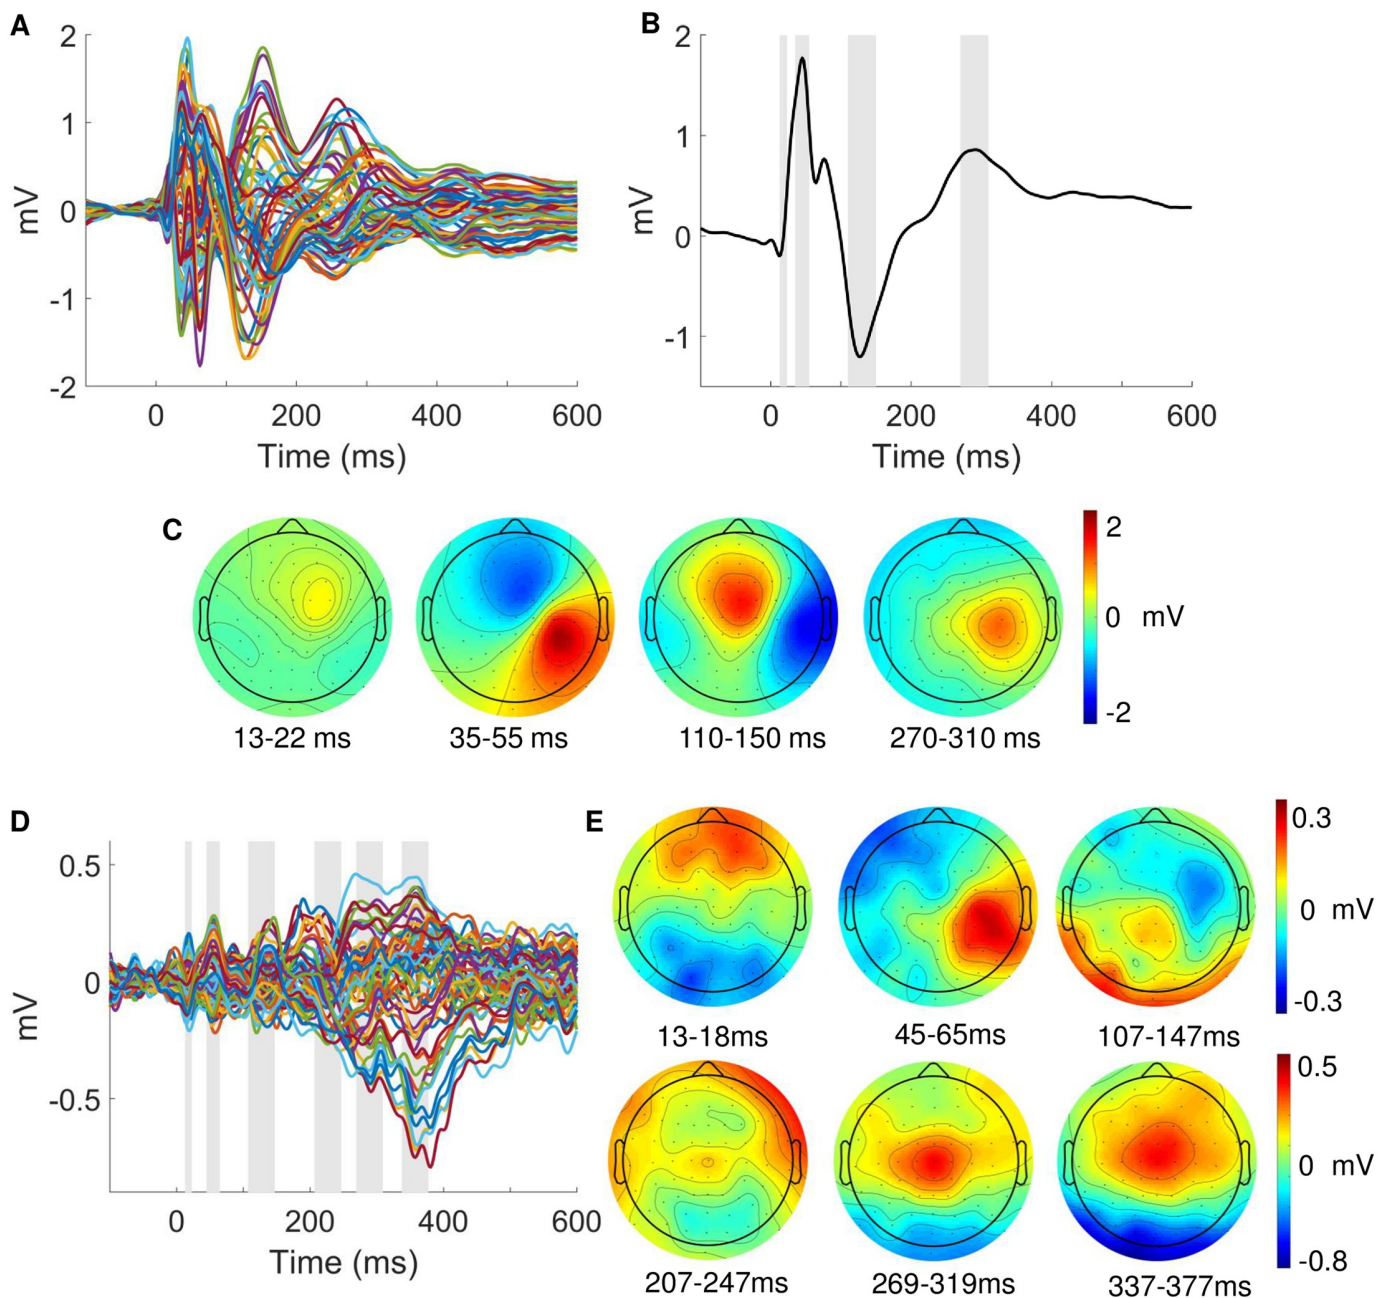 A
2
1
0
-1
-2
mV
0
200
400
600
Time (ms)
B
2
1
0
-1
mV
0
200
400
600
Time (ms)
C
13-22 ms
35-55 ms
110-150 ms
270-310 ms
2
0
-2
mV
D
0.5
0
-0.5
mV
0
200
400
600
Time (ms)
E
13-18ms
45-65ms
107-147ms
0.3
0
-0.3
mV
207-247ms
269-319ms
337-377ms
0.5
0
-0.8
mV